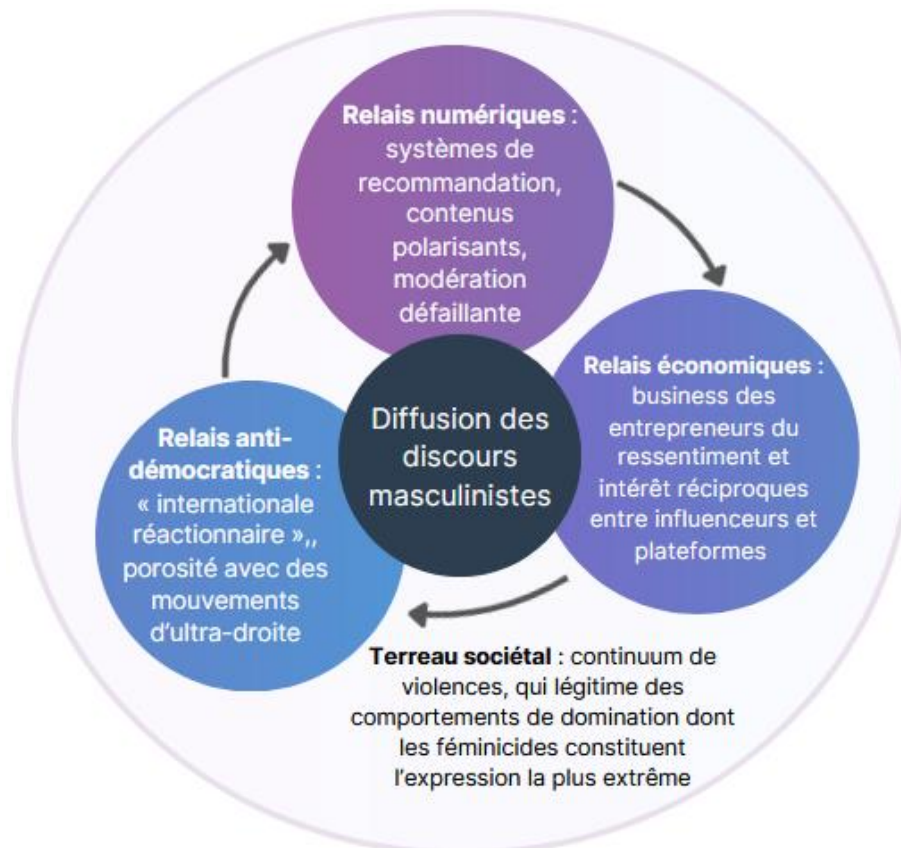 Relais numériques :
systèmes de
recommandation,
contenus
polarisants,
modération
défaillante
Relais économiques :
business des
entrepreneurs du
ressentiment et
intérêt réciproques
entre influenceurs et
plateformes
Diffusion des
discours
masculinistes
Relais anti-
démocratiques :
« internationale
réactionnaire »,,
porosité avec des
mouvements
d'ultra-droite
Terreau sociétal : continuum de
violences, qui légitime des
comportements de domination dont
les féminicides constituent
l'expression la plus extrême